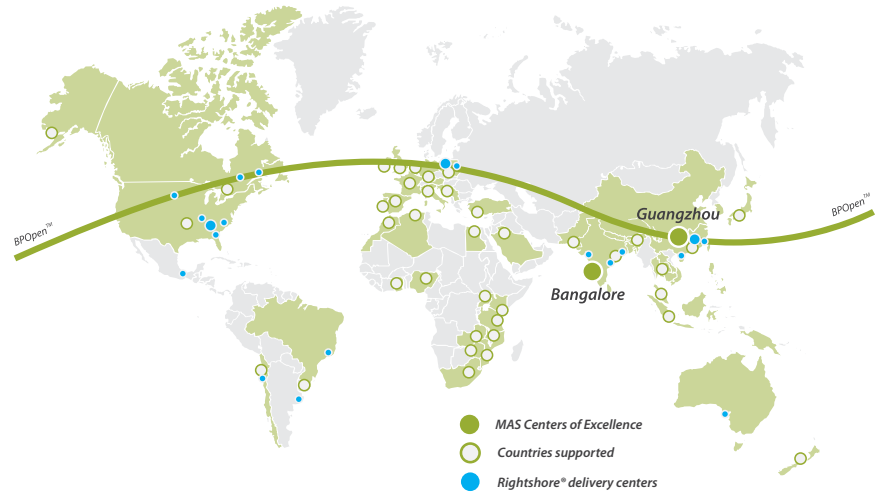 BPOpen™
BPOpen™
Guangzhou
Bangalore
MAS Centers of Excellence
Countries supported
Rightshore® delivery centers